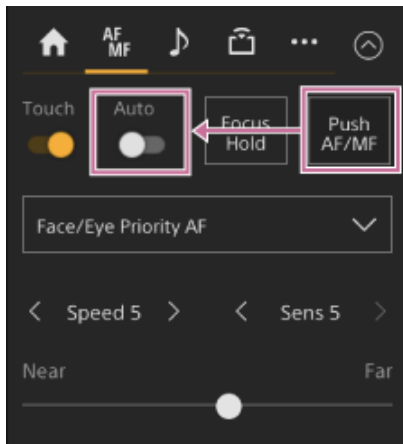 AF
MF
Touch
Auto
Focus
Hold
Push
AF/MF
Face/Eye Priority AF
Speed 5
Sens 5
Near
Far